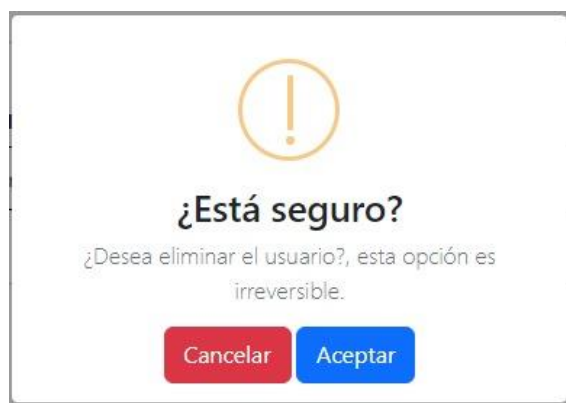 ¿Está seguro?
¿Desea eliminar el usuario?, esta opción es
irreversible.
Cancelar Aceptar